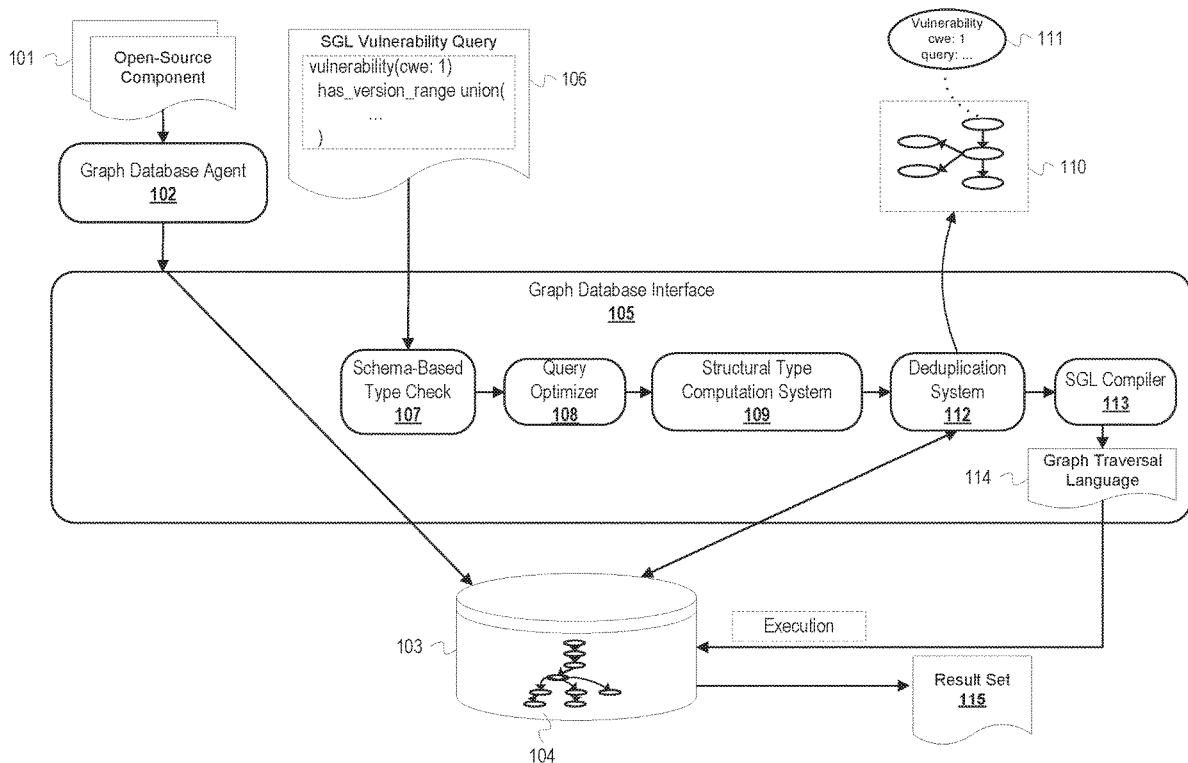 101
Open-Source
Component
Graph Database Agent
102
SGL Vulnerability Query
vulnerability(cwe: 1)
has_version_range union(
...
)
106
Vulnerability
cwe: 1
query: ...
111
110
Graph Database Interface
105
Schema-Based
Type Check
107
Query
Optimizer
108
Structural Type
Computation System
109
Deduplication
System
112
SGL Compiler
113
114
Graph Traversal
Language
103
104
Execution
Result Set
115